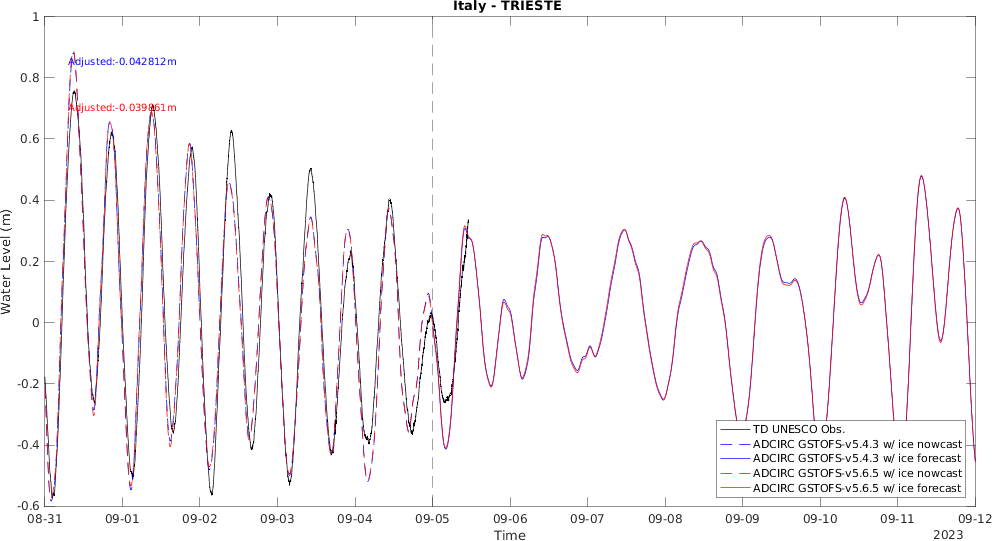 Italy - TRIESTE
Water Level (m)
1
0.8
0.6
0.4
0.2
0
-0.2
-0.4
-0.6
Adjusted:-0.042812m
Adjusted:-0.039861m
TD UNESCO Obs.
ADCIRC GSTOFS-v5.4.3 w/ ice nowcast
ADCIRC GSTOFS-v5.4.3 w/ ice forecast
ADCIRC GSTOFS-v5.6.5 w/ ice nowcast
ADCIRC GSTOFS-v5.6.5 w/ ice forecast
08-31 09-01 09-02 09-03 09-04 09-05 09-06 09-07 09-08 09-09 09-10 09-11 09-12
Time
2023